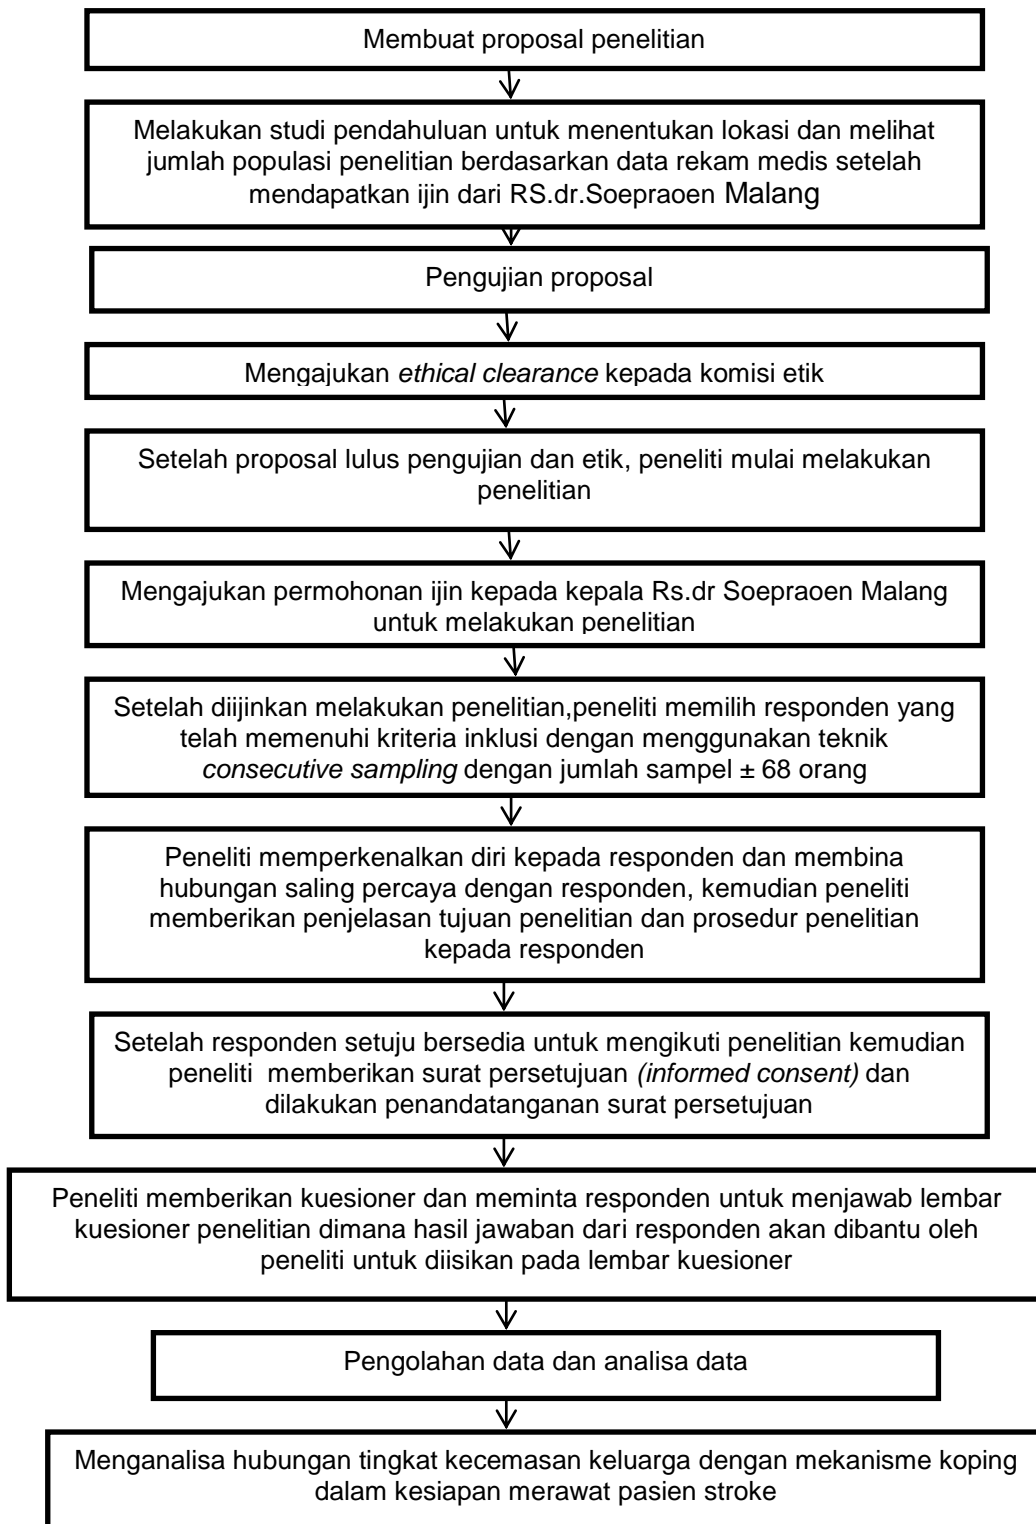 Membuat proposal penelitian
Melakukan studi pendahuluan untuk menentukan lokasi dan melihat
jumlah populasi penelitian berdasarkan data rekam medis setelah
mendapatkan ijin dari RS.dr.Soepraoen Malang
Pengujian proposal
Mengajukan ethical clearance kepada komisi etik
Setelah proposal lulus pengujian dan etik, peneliti mulai melakukan
penelitian
Mengajukan permohonan ijin kepada kepala Rs.dr Soepraoen Malang
untuk melakukan penelitian
Setelah diijinkan melakukan penelitian,peneliti memilih responden yang
telah memenuhi kriteria inklusi dengan menggunakan teknik
consecutive sampling dengan jumlah sampel ± 68 orang
Peneliti memperkenalkan diri kepada responden dan membina
hubungan saling percaya dengan responden, kemudian peneliti
memberikan penjelasan tujuan penelitian dan prosedur penelitian
kepada responden
Setelah responden setuju bersedia untuk mengikuti penelitian kemudian
peneliti memberikan surat persetujuan (informed consent) dan
dilakukan penandatanganan surat persetujuan
Peneliti memberikan kuesioner dan meminta responden untuk menjawab lembar
kuesioner penelitian dimana hasil jawaban dari responden akan dibantu oleh
peneliti untuk diisikan pada lembar kuesioner
Pengolahan data dan analisa data
Menganalisa hubungan tingkat kecemasan keluarga dengan mekanisme koping
dalam kesiapan merawat pasien stroke